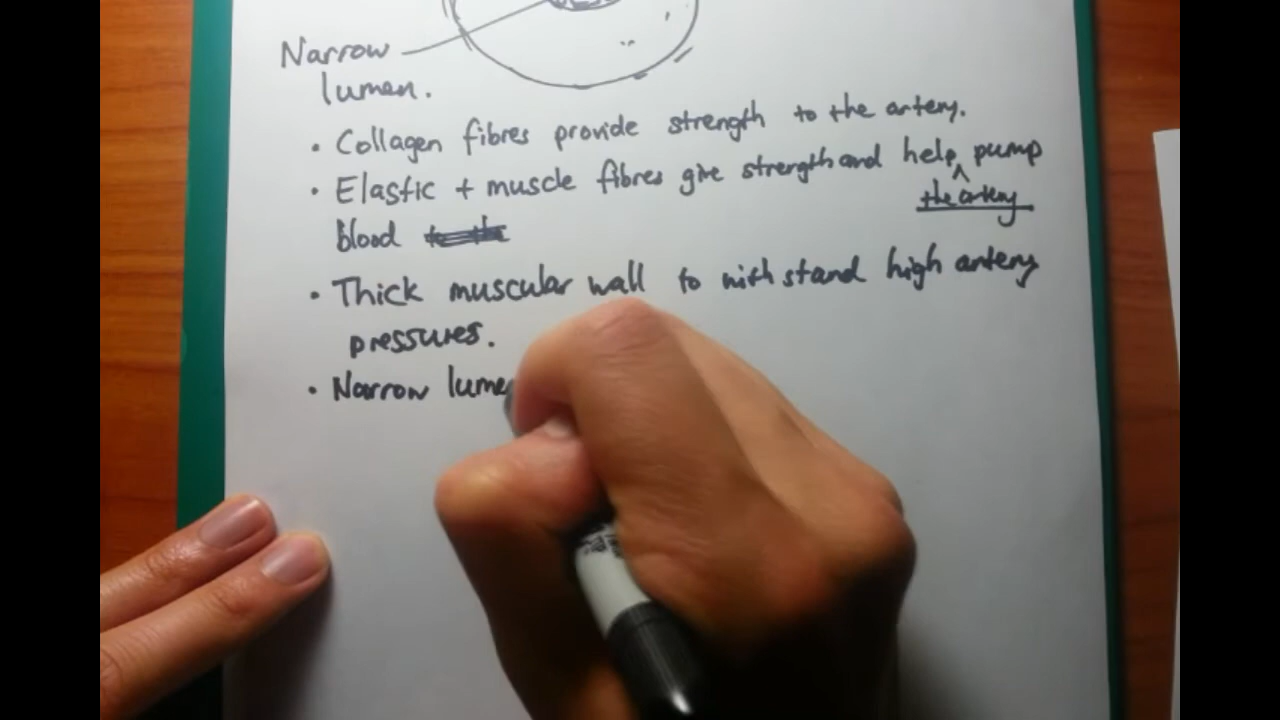 Narrow
lumen.
• Collagen fibres provide strength to the artery.
• Elastic + muscle fibres give strength and help ^ pump
the artery
blood
• Thick muscular wall to withstand high artery
pressures.
• Narrow lumen